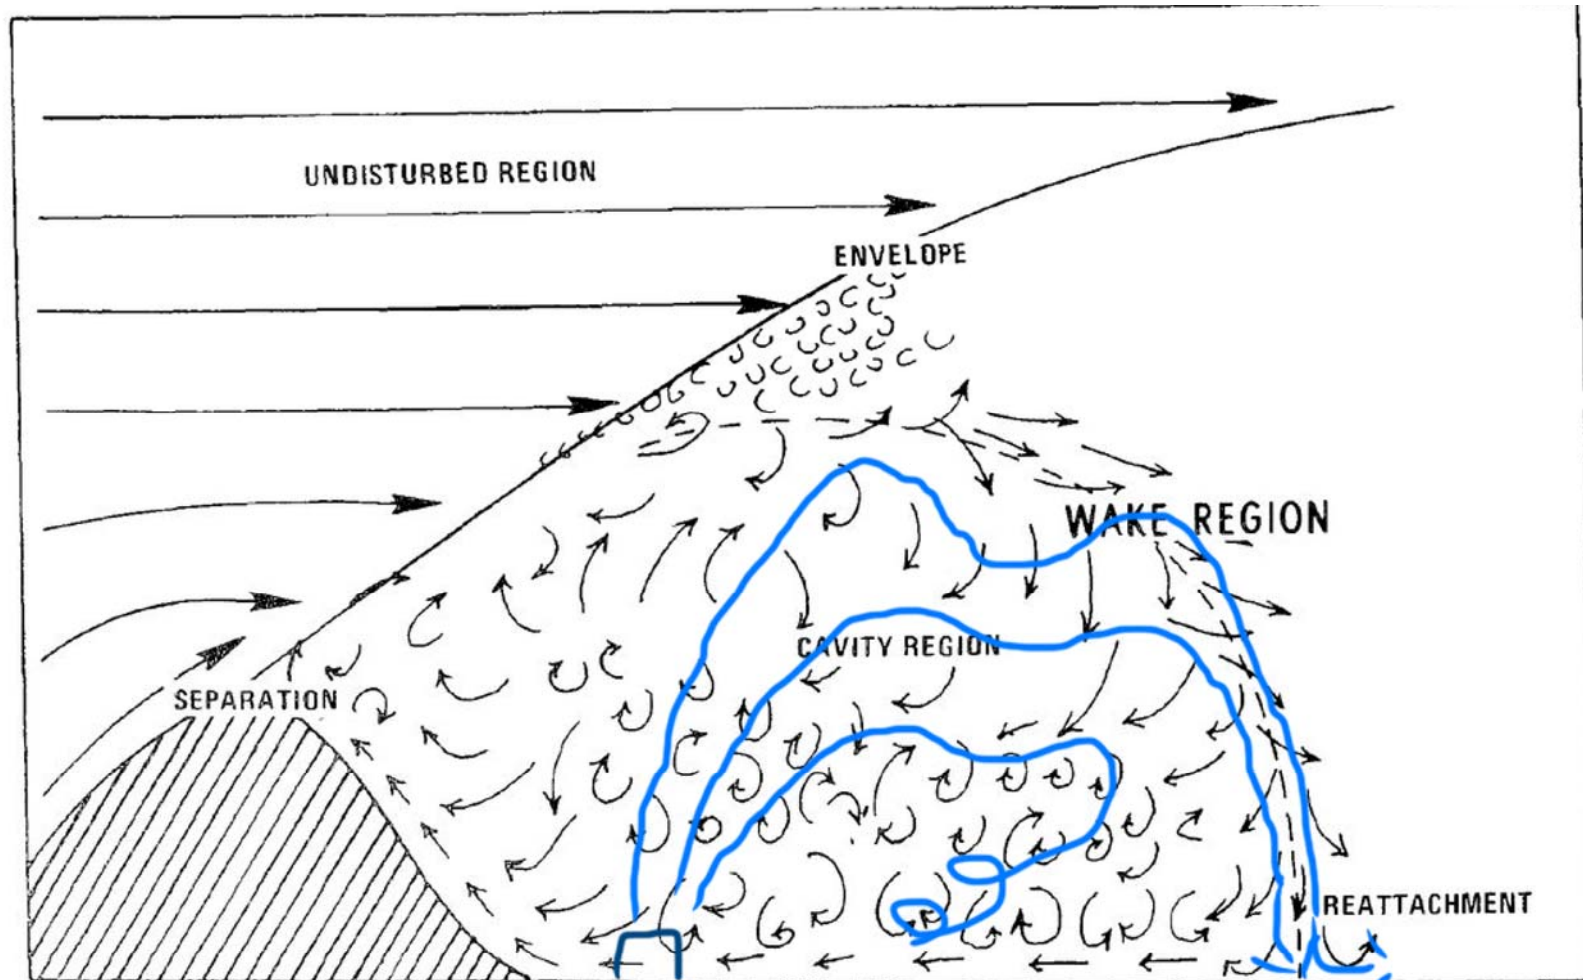 UNDISTURBED REGION
ENVELOPE
WAKE REGION
CAVITY REGION
SEPARATION
REATTACHMENT